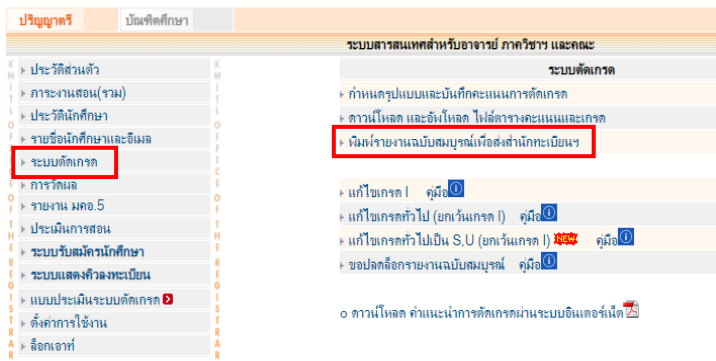 ปริญญาตรี
บัณฑิตศึกษา
ระบบสารสนเทศสำหรับอาจารย์ ภาควิชาฯ และคณะ
ประวัติส่วนตัว
ภาระงานสอน(รวม)
ประวัตินักศึกษา
รายชื่อนักศึกษาและอีเมล
ระบบตัดเกรด
การวัดผล
รายงาน มคอ.5
ประเมินการสอน
ระบบรับสมัครนักศึกษา
ระบบแสดงคิวลงทะเบียน
แบบประเมินระบบตัดเกรด
ตั้งค่าการใช้งาน
ล็อกเอาท์
KMITL OFFICE OF THE REGISTRAR
KMITL OFFICE OF THE REGISTRAR
ระบบตัดเกรด
กำหนดรูปแบบและบันทึกคะแนนการตัดเกรด
ดาวน์โหลด และอัพโหลด ไฟล์ตารางคะแนนและเกรด
พิมพ์รายงานฉบับสมบูรณ์เพื่อส่งสำนักทะเบียนฯ
แก้ไขเกรด I คู่มือ
แก้ไขเกรดทั่วไป (ยกเว้นเกรด I) คู่มือ
แก้ไขเกรดทั่วไปเป็น S,U (ยกเว้นเกรด I) NEW คู่มือ
ขอปลดล็อกรายงานฉบับสมบูรณ์ คู่มือ
o ดาวน์โหลด คำแนะนำการตัดเกรดผ่านระบบอินเตอร์เน็ต